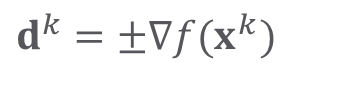 𝐝ᵏ = ±∇f(𝐱ᵏ)